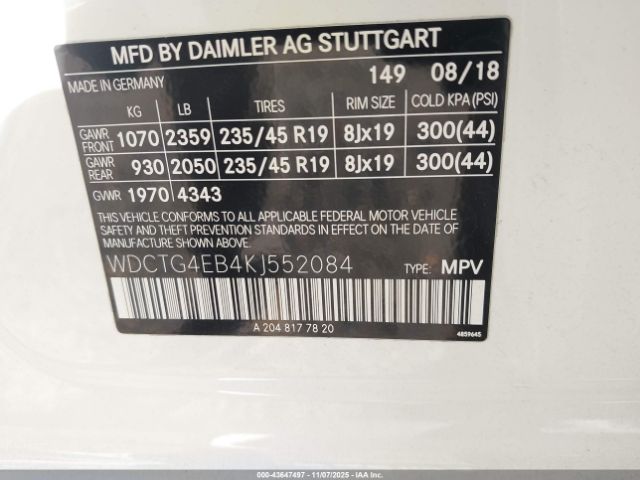 MFD BY DAIMLER AG STUTTGART
MADE IN GERMANY 149 08/18
KG LB TIRES RIM SIZE COLD KPA (PSI)
GAWR FRONT 1070 2359 235/45 R19 8Jx19 300(44)
GAWR REAR 930 2050 235/45 R19 8Jx19 300(44)
GVWR 1970 4343
THIS VEHICLE CONFORMS TO ALL APPLICABLE FEDERAL MOTOR VEHICLE
SAFETY AND THEFT PREVENTION STANDARDS IN EFFECT ON THE DATE
OF MANUFACTURE SHOWN ABOVE.
WDCTG4EB4KJ552084 TYPE: MPV
A 204 817 78 20
4859645
000-43647497 - 11/07/2025 - IAAI.COM